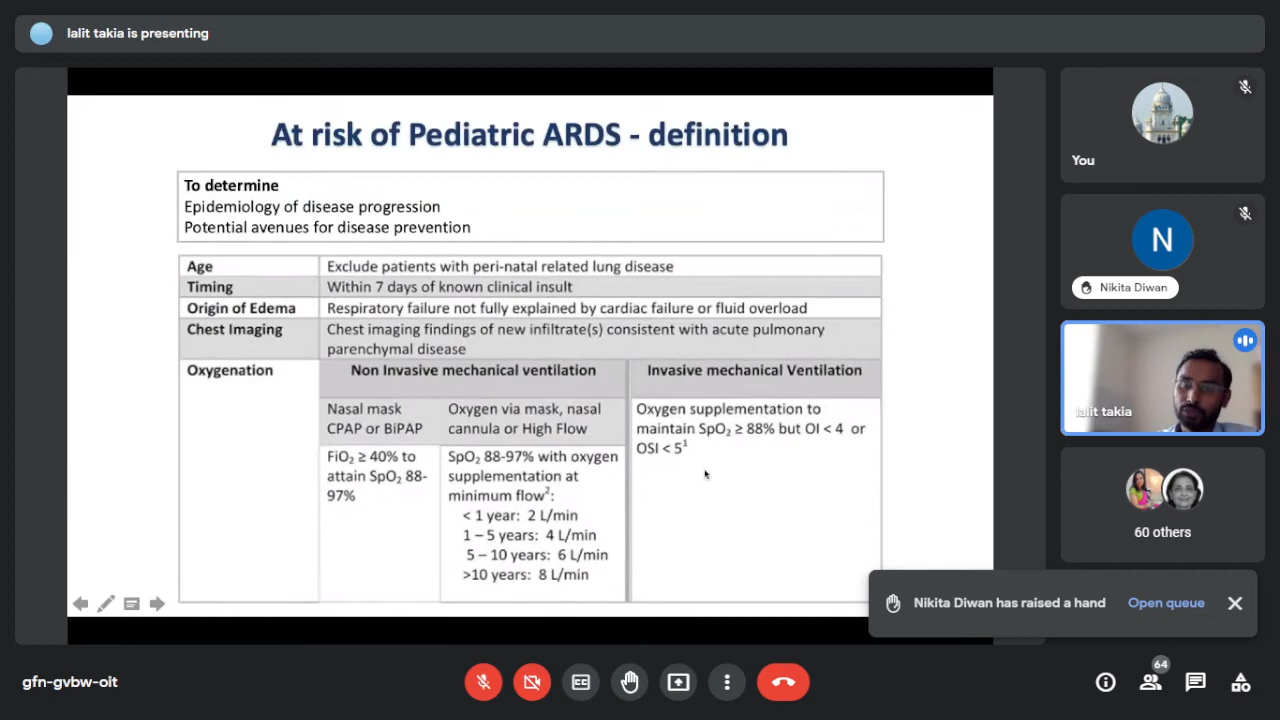 lalit takia is presenting
At risk of Pediatric ARDS - definition
To determine
Epidemiology of disease progression
Potential avenues for disease prevention
Age
Exclude patients with peri-natal related lung disease
Timing
Within 7 days of known clinical insult
Origin of Edema
Respiratory failure not fully explained by cardiac failure or fluid overload
Chest Imaging
Chest imaging findings of new infiltrate(s) consistent with acute pulmonary
parenchymal disease
Oxygenation
Non Invasive mechanical ventilation
Invasive mechanical Ventilation
Nasal mask
CPAP or BiPAP
Oxygen via mask, nasal
cannula or High Flow
Oxygen supplementation to
maintain SpO₂ ≥ 88% but OI < 4 or
OSI < 5¹
FiO₂ ≥ 40% to
attain SpO₂ 88-
97%
SpO₂ 88-97% with oxygen
supplementation at
minimum flow²:
< 1 year: 2 L/min
1 – 5 years: 4 L/min
5 – 10 years: 6 L/min
>10 years: 8 L/min
You
N
Nikita Diwan
lalit takia
60 others
Nikita Diwan has raised a hand
Open queue
gfn-gvbw-oit
CC
64